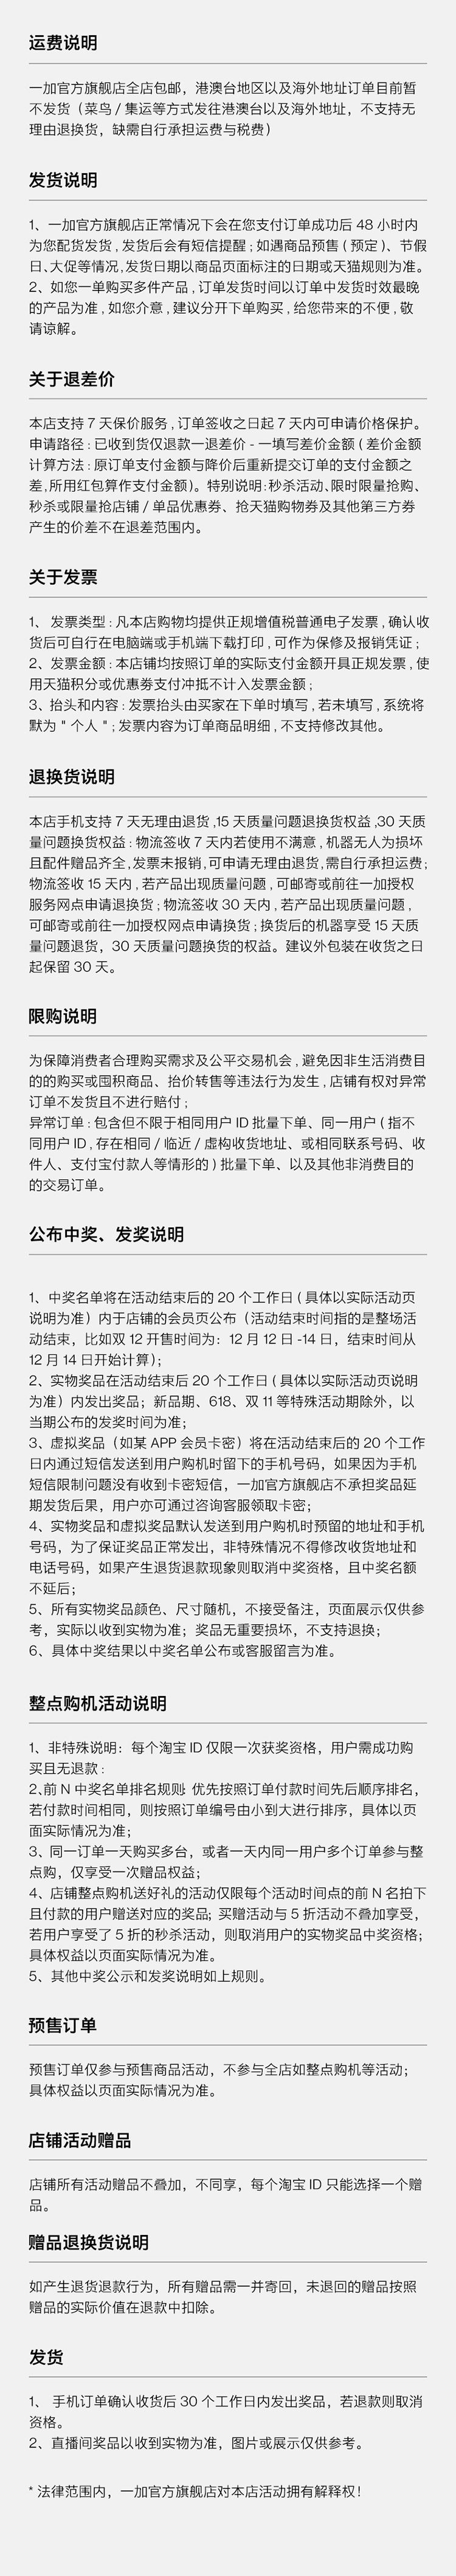 运费说明
一加官方旗舰店全店包邮，港澳台地区以及海外地址订单目前暂
不发货（菜鸟 / 集运等方式发往港澳台以及海外地址，不支持无
理由退换货，缺需自行承担运费与税费）
发货说明
1、一加官方旗舰店正常情况下会在您支付订单成功后 48 小时内
为您配货发货 , 发货后会有短信提醒 ; 如遇商品预售 ( 预定 )、节假
日、大促等情况 ,发货日期以商品页面标注的日期或天猫规则为准。
2、如您一单购买多件产品 , 订单发货时间以订单中发货时效最晚
的产品为准 , 如您介意 , 建议分开下单购买 , 给您带来的不便 , 敬
请谅解。
关于退差价
本店支持 7 天保价服务 , 订单签收之日起 7 天内可申请价格保护。
申请路径 : 已收到货仅退款一退差价 - 一填写差价金额 ( 差价金额
计算方法 : 原订单支付金额与降价后重新提交订单的支付金额之
差,所用红包算作支付金额)。特别说明:秒杀活动、限时限量抢购、
秒杀或限量抢店铺 / 单品优惠券、抢天猫购物券及其他第三方券
产生的价差不在退差范围内。
关于发票
1、 发票类型 : 凡本店购物均提供正规增值税普通电子发票 , 确认收
货后可自行在电脑端或手机端下载打印 , 可作为保修及报销凭证 ;
2、发票金额 : 本店铺均按照订单的实际支付金额开具正规发票 , 使
用天猫积分或优惠劵支付冲抵不计入发票金额 ;
3、抬头和内容 : 发票抬头由买家在下单时填写 , 若未填写 , 系统将
默为 " 个人 " ; 发票内容为订单商品明细 , 不支持修改其他。
退换货说明
本店手机支持 7 天无理由退货 ,15 天质量问题退换货权益 ,30 天质
量问题换货权益 : 物流签收 7 天内若使用不满意 , 机器无人为损坏
且配件赠品齐全 ,发票未报销 ,可申请无理由退货 ,需自行承担运费;
物流签收 15 天内 , 若产品出现质量问题 , 可邮寄或前往一加授权
服务网点申请退换货 ; 物流签收 30 天内 , 若产品出现质量问题 ,
可邮寄或前往一加授权网点申请换货 ; 换货后的机器享受 15 天质
量问题退货，30 天质量问题换货的权益。建议外包装在收货之日
起保留 30 天。
限购说明
为保障消费者合理购买需求及公平交易机会 , 避免因非生活消费目
的的购买或囤积商品、抬价转售等违法行为发生 , 店铺有权对异常
订单不发货且不进行赔付 ;
异常订单 : 包含但不限于相同用户 ID 批量下单、同一用户 ( 指不
同用户 ID , 存在相同 / 临近 / 虚构收货地址、或相同联系号码、收
件人、支付宝付款人等情形的 ) 批量下单、以及其他非消费目的
的交易订单。
公布中奖、发奖说明
1、中奖名单将在活动结束后的 20 个工作日 ( 具体以实际活动页
说明为准）内于店铺的会员页公布（活动结束时间指的是整场活
动结束，比如双 12 开售时间为：12 月 12 日 -14 日，结束时间从
12 月 14 日开始计算）;
2、实物奖品在活动结束后 20 个工作日 ( 具体以实际活动页说明
为准）内发出奖品；新品期、618、双 11 等特殊活动期除外，以
当期公布的发奖时间为准；
3、虚拟奖品（如某 APP 会员卡密）将在活动结束后的 20 个工作
日内通过短信发送到用户购机时留下的手机号码，如果因为手机
短信限制问题没有收到卡密短信，一加官方旗舰店不承担奖品延
期发货后果，用户亦可通过咨询客服领取卡密；
4、实物奖品和虚拟奖品默认发送到用户购机时预留的地址和手机
号码，为了保证奖品正常发出，非特殊情况不得修改收货地址和
电话号码，如果产生退货退款现象则取消中奖资格，且中奖名额
不延后；
5、所有实物奖品颜色、尺寸随机，不接受备注，页面展示仅供参
考，实际以收到实物为准；奖品无重要损坏，不支持退换；
6、具体中奖结果以中奖名单公布或客服留言为准。
整点购机活动说明
1、非特殊说明：每个淘宝 ID 仅限一次获奖资格，用户需成功购
买且无退款 :
2、前 N 中奖名单排名规则: 优先按照订单付款时间先后顺序排名，
若付款时间相同，则按照订单编号由小到大进行排序，具体以页
面实际情况为准；
3、同一订单一天购买多台，或者一天内同一用户多个订单参与整
点购，仅享受一次赠品权益；
4、店铺整点购机送好礼的活动仅限每个活动时间点的前 N 名拍下
且付款的用户赠送对应的奖品; 买赠活动与 5 折活动不叠加享受，
若用户享受了 5 折的秒杀活动，则取消用户的实物奖品中奖资格；
具体权益以页面实际情况为准。
5、其他中奖公示和发奖说明如上规则。
预售订单
预售订单仅参与预售商品活动，不参与全店如整点购机等活动；
具体权益以页面实际情况为准。
店铺活动赠品
店铺所有活动赠品不叠加，不同享，每个淘宝 ID 只能选择一个赠
品。
赠品退换货说明
如产生退货退款行为，所有赠品需一并寄回，未退回的赠品按照
赠品的实际价值在退款中扣除。
发货
1、 手机订单确认收货后 30 个工作日内发出奖品，若退款则取消
资格。
2、直播间奖品以收到实物为准，图片或展示仅供参考。
* 法律范围内，一加官方旗舰店对本店活动拥有解释权！